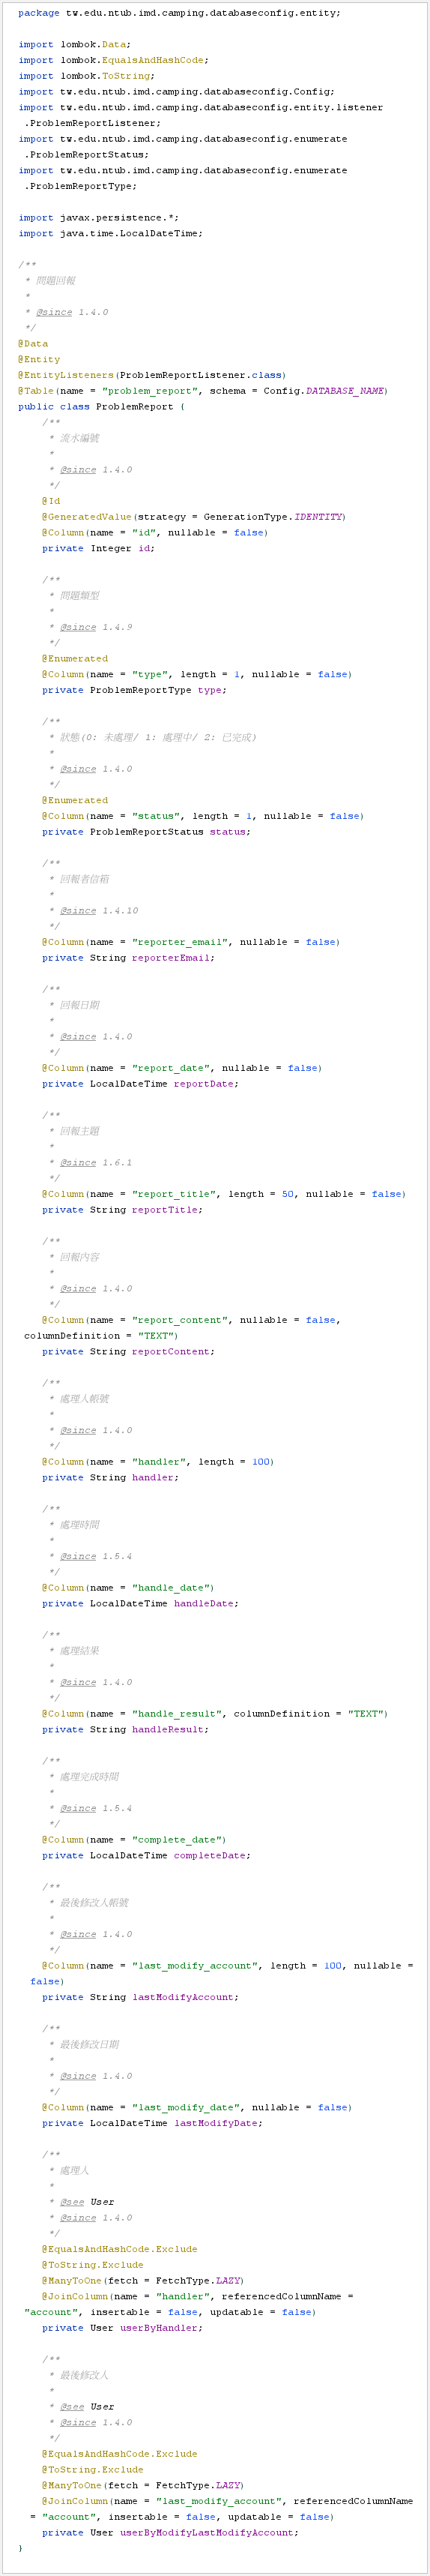 package tw.edu.ntub.imd.camping.databaseconfig.entity;
import lombok.Data;
import lombok.EqualsAndHashCode;
import lombok.ToString;
import tw.edu.ntub.imd.camping.databaseconfig.Config;
import tw.edu.ntub.imd.camping.databaseconfig.entity.listener
.ProblemReportListener;
import tw.edu.ntub.imd.camping.databaseconfig.enumerate
.ProblemReportStatus;
import tw.edu.ntub.imd.camping.databaseconfig.enumerate
.ProblemReportType;
import javax.persistence.*;
import java.time.LocalDateTime;
/**
* 問題回報
*
* @since 1.4.0
*/
@Data
@Entity
@EntityListeners(ProblemReportListener.class)
@Table(name = "problem_report", schema = Config.DATABASE_NAME)
public class ProblemReport {
/**
* 流水編號
*
* @since 1.4.0
*/
@Id
@GeneratedValue(strategy = GenerationType.IDENTITY)
@Column(name = "id", nullable = false)
private Integer id;
/**
* 問題類型
*
* @since 1.4.9
*/
@Enumerated
@Column(name = "type", length = 1, nullable = false)
private ProblemReportType type;
/**
* 狀態(0: 未處理/ 1: 處理中/ 2: 已完成)
*
* @since 1.4.0
*/
@Enumerated
@Column(name = "status", length = 1, nullable = false)
private ProblemReportStatus status;
/**
* 回報者信箱
*
* @since 1.4.10
*/
@Column(name = "reporter_email", nullable = false)
private String reporterEmail;
/**
* 回報日期
*
* @since 1.4.0
*/
@Column(name = "report_date", nullable = false)
private LocalDateTime reportDate;
/**
* 回報主題
*
* @since 1.6.1
*/
@Column(name = "report_title", length = 50, nullable = false)
private String reportTitle;
/**
* 回報內容
*
* @since 1.4.0
*/
@Column(name = "report_content", nullable = false,
columnDefinition = "TEXT")
private String reportContent;
/**
* 處理人帳號
*
* @since 1.4.0
*/
@Column(name = "handler", length = 100)
private String handler;
/**
* 處理時間
*
* @since 1.5.4
*/
@Column(name = "handle_date")
private LocalDateTime handleDate;
/**
* 處理結果
*
* @since 1.4.0
*/
@Column(name = "handle_result", columnDefinition = "TEXT")
private String handleResult;
/**
* 處理完成時間
*
* @since 1.5.4
*/
@Column(name = "complete_date")
private LocalDateTime completeDate;
/**
* 最後修改人帳號
*
* @since 1.4.0
*/
@Column(name = "last_modify_account", length = 100, nullable =
false)
private String lastModifyAccount;
/**
* 最後修改日期
*
* @since 1.4.0
*/
@Column(name = "last_modify_date", nullable = false)
private LocalDateTime lastModifyDate;
/**
* 處理人
*
* @see User
* @since 1.4.0
*/
@EqualsAndHashCode.Exclude
@ToString.Exclude
@ManyToOne(fetch = FetchType.LAZY)
@JoinColumn(name = "handler", referencedColumnName =
"account", insertable = false, updatable = false)
private User userByHandler;
/**
* 最後修改人
*
* @see User
* @since 1.4.0
*/
@EqualsAndHashCode.Exclude
@ToString.Exclude
@ManyToOne(fetch = FetchType.LAZY)
@JoinColumn(name = "last_modify_account", referencedColumnName
= "account", insertable = false, updatable = false)
private User userByModifyLastModifyAccount;
}